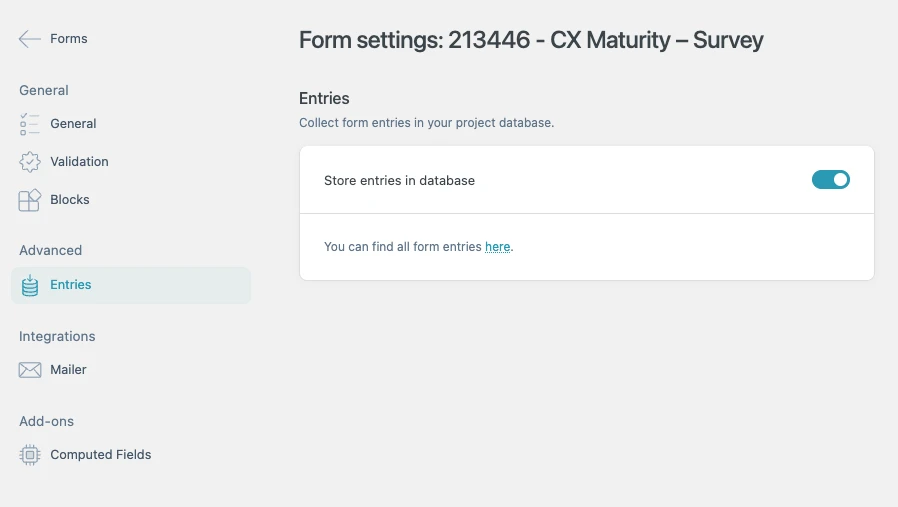 Forms
General
General
Validation
Blocks
Advanced
Entries
Integrations
Mailer
Add-ons
Computed Fields
Form settings: 213446 - CX Maturity – Survey
Entries
Collect form entries in your project database.
Store entries in database
You can find all form entries here.